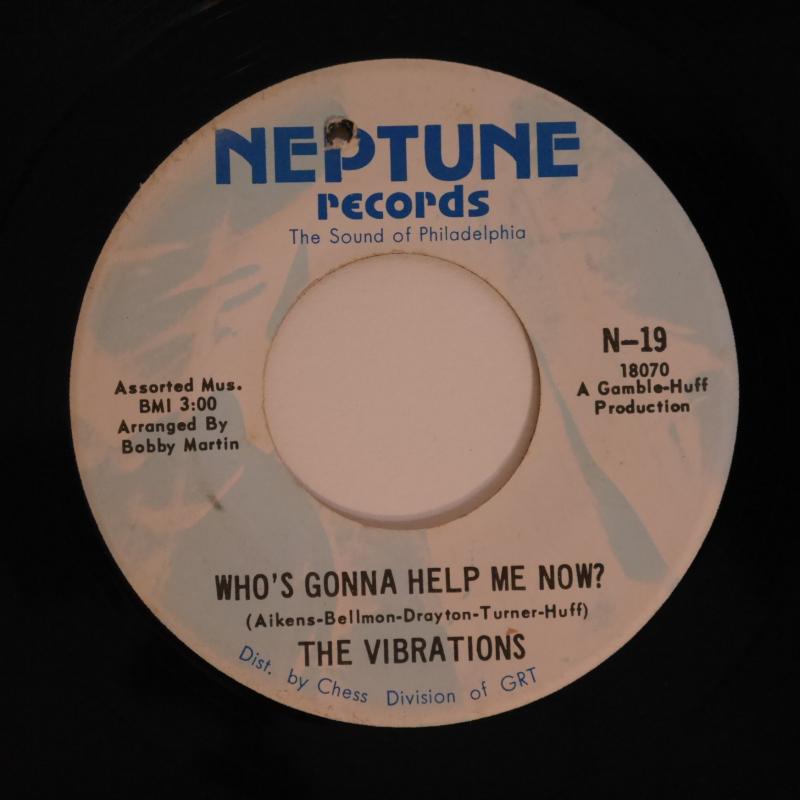 NEPTUNE
records
The Sound of Philadelphia
N-19
18070
A Gamble-Huff
Production
Assorted Mus.
BMI 3:00
Arranged By
Bobby Martin
WHO'S GONNA HELP ME NOW?
(Aikens-Bellmon-Drayton-Turner-Huff)
THE VIBRATIONS
Dist. by Chess Division of GRT